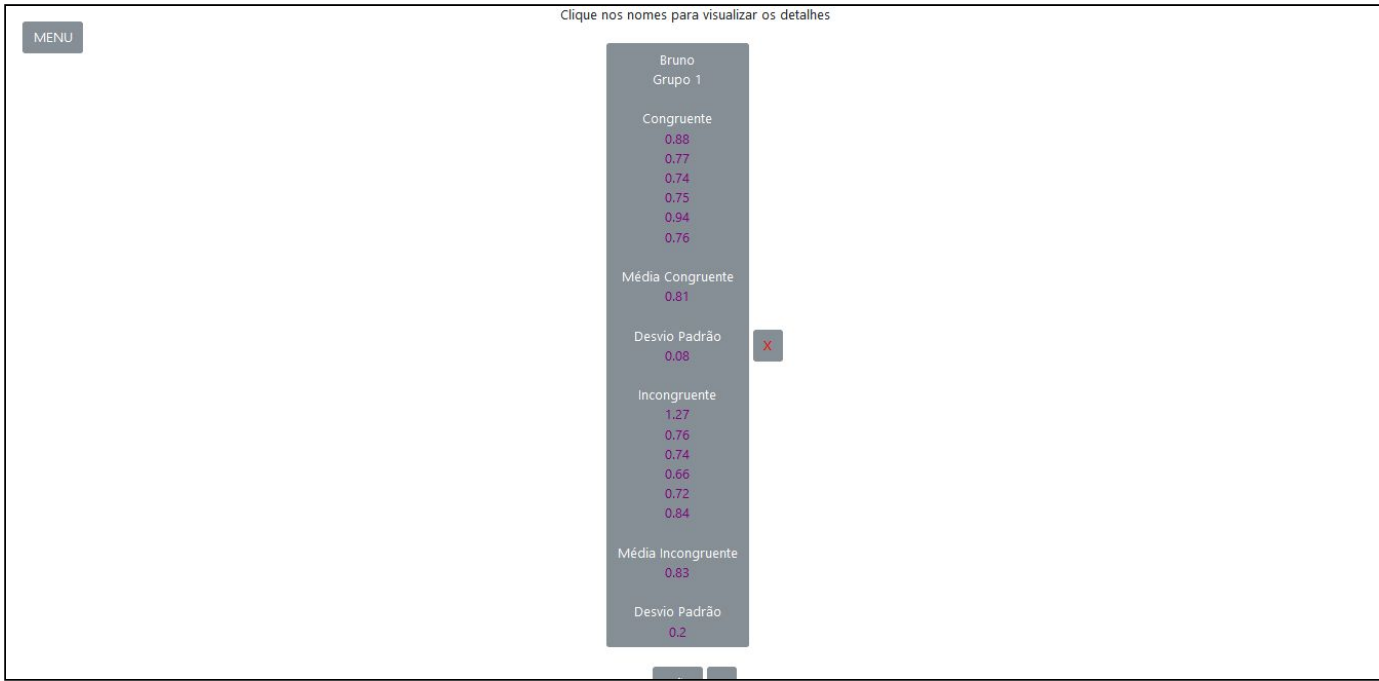 Clique nos nomes para visualizar os detalhes
MENU
Bruno
Grupo 1
Congruente
0.88
0.77
0.74
0.75
0.94
0.76
Média Congruente
0.81
Desvio Padrão
0.08
X
Incongruente
1.27
0.76
0.74
0.66
0.72
0.84
Média Incongruente
0.83
Desvio Padrão
0.2